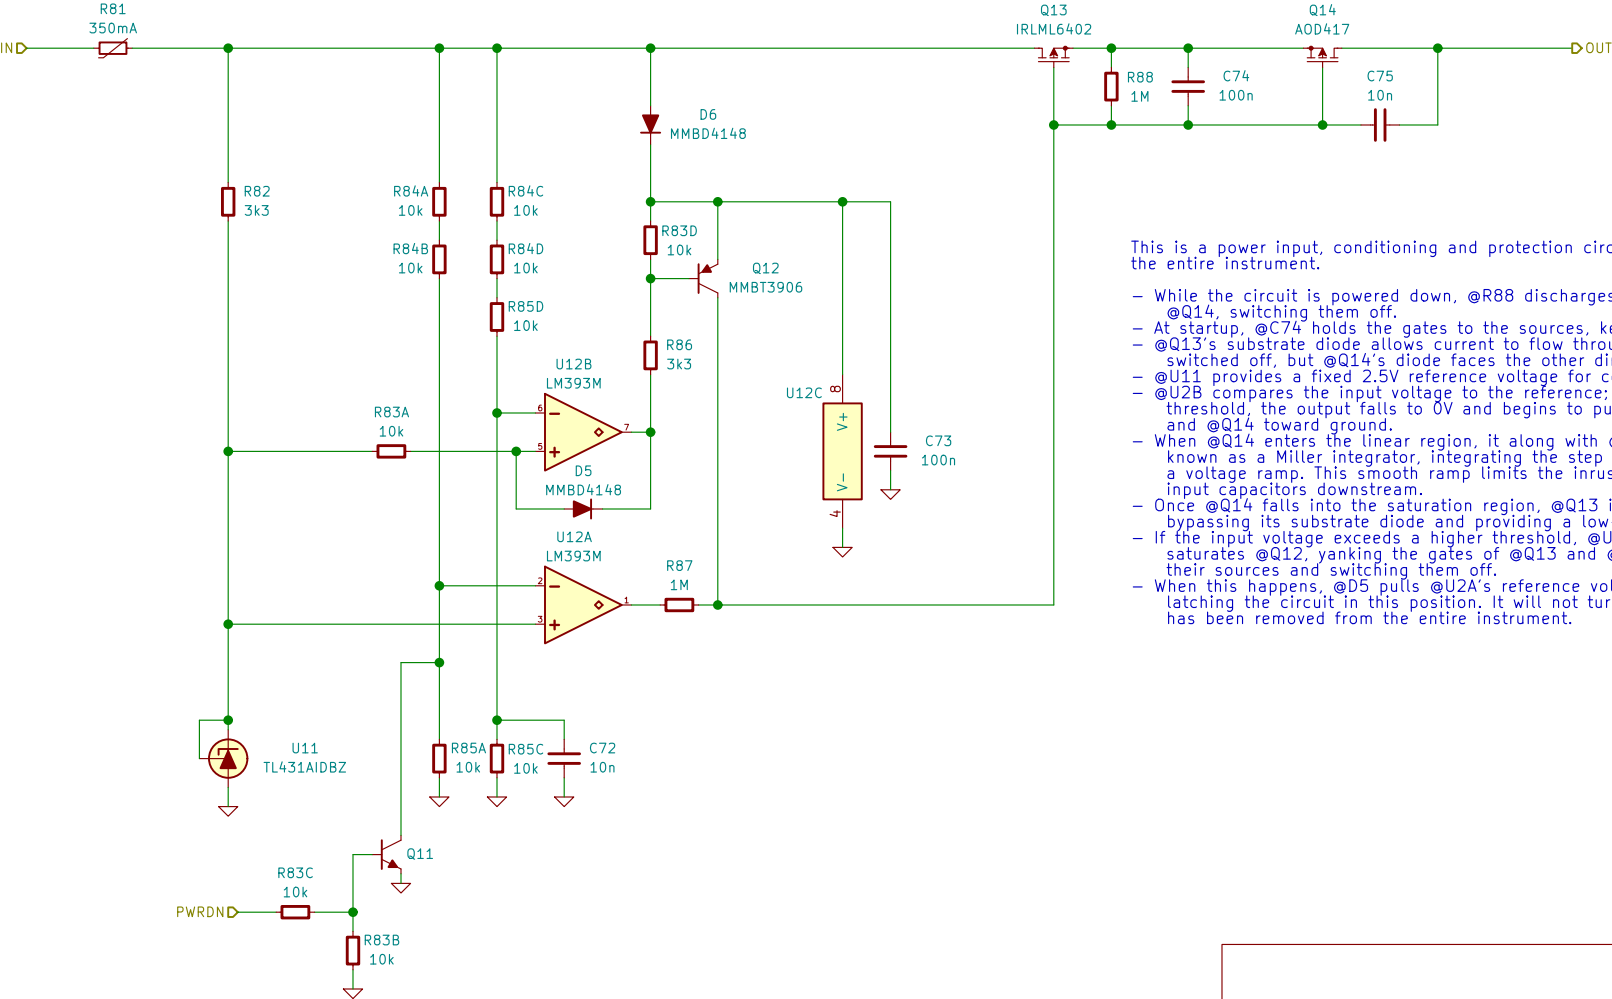 R81
350mA
IN
Q13
IRLML6402
Q14
AOD417
OUT
R88
1M
C74
100n
C75
10n
D6
MMBD4148
R82
3k3
R84A
10k
R84C
10k
R84B
10k
R84D
10k
R83D
10k
Q12
MMBT3906
R85D
10k
R86
3k3
U12B
LM393M
6
5
7
R83A
10k
D5
MMBD4148
U12C
8
V+
V-
4
C73
100n
U12A
LM393M
2
3
1
R87
1M
This is a power input, conditioning and protection circ
the entire instrument.
- While the circuit is powered down, @R88 discharges
@Q14, switching them off.
- At startup, @C74 holds the gates to the sources, ke
- @Q13's substrate diode allows current to flow throu
switched off, but @Q14's diode faces the other di
- @U11 provides a fixed 2.5V reference voltage for c
- @U2B compares the input voltage to the reference;
threshold, the output falls to 0V and begins to pu
and @Q14 toward ground.
- When @Q14 enters the linear region, it along with
known as a Miller integrator, integrating the step
a voltage ramp. This smooth ramp limits the inrus
input capacitors downstream.
- Once @Q14 falls into the saturation region, @Q13 i
bypassing its substrate diode and providing a low
- If the input voltage exceeds a higher threshold, @U
saturates @Q12, yanking the gates of @Q13 and @
their sources and switching them off.
- When this happens, @D5 pulls @U2A's reference vol
latching the circuit in this position. It will not tur
has been removed from the entire instrument.
U11
TL431AIDBZ
R85A
10k
R85C
10k
C72
10n
Q11
R83C
10k
PWRDN
R83B
10k